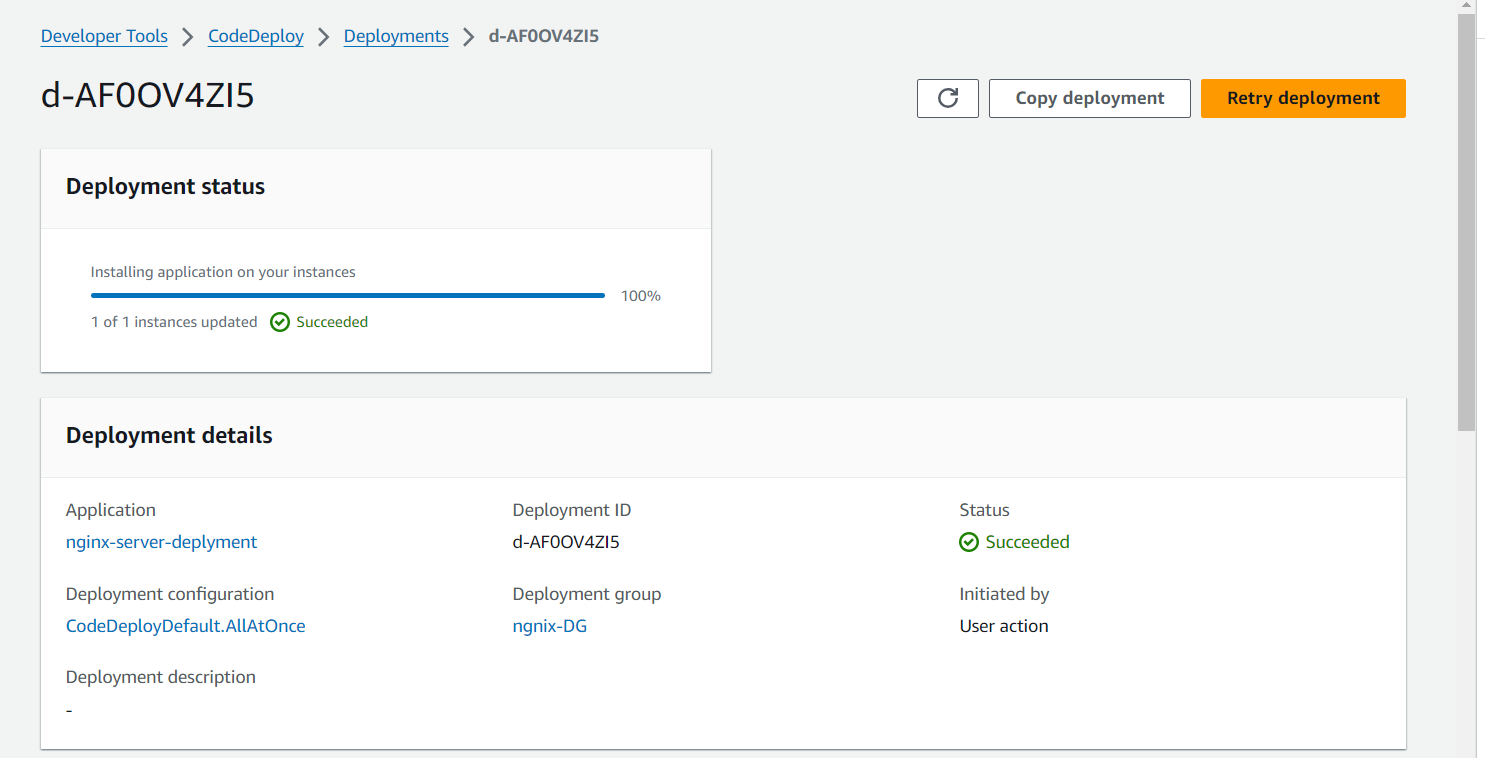 Developer Tools > CodeDeploy > Deployments > d-AF0OV4ZI5
d-AF0OV4ZI5
Copy deployment
Retry deployment
Deployment status
Installing application on your instances
100%
1 of 1 instances updated Succeeded
Deployment details
Application
nginx-server-deplyment
Deployment ID
d-AF0OV4ZI5
Status
Succeeded
Deployment configuration
CodeDeployDefault.AllAtOnce
Deployment group
ngnix-DG
Initiated by
User action
Deployment description
-